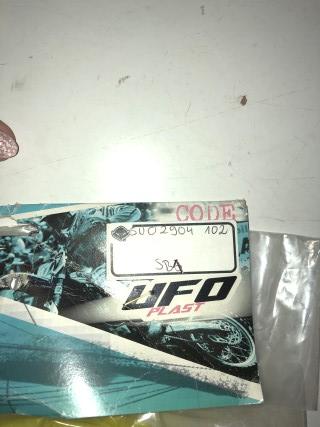 CODE
SU02904 102
SBA
UFO
PLAST